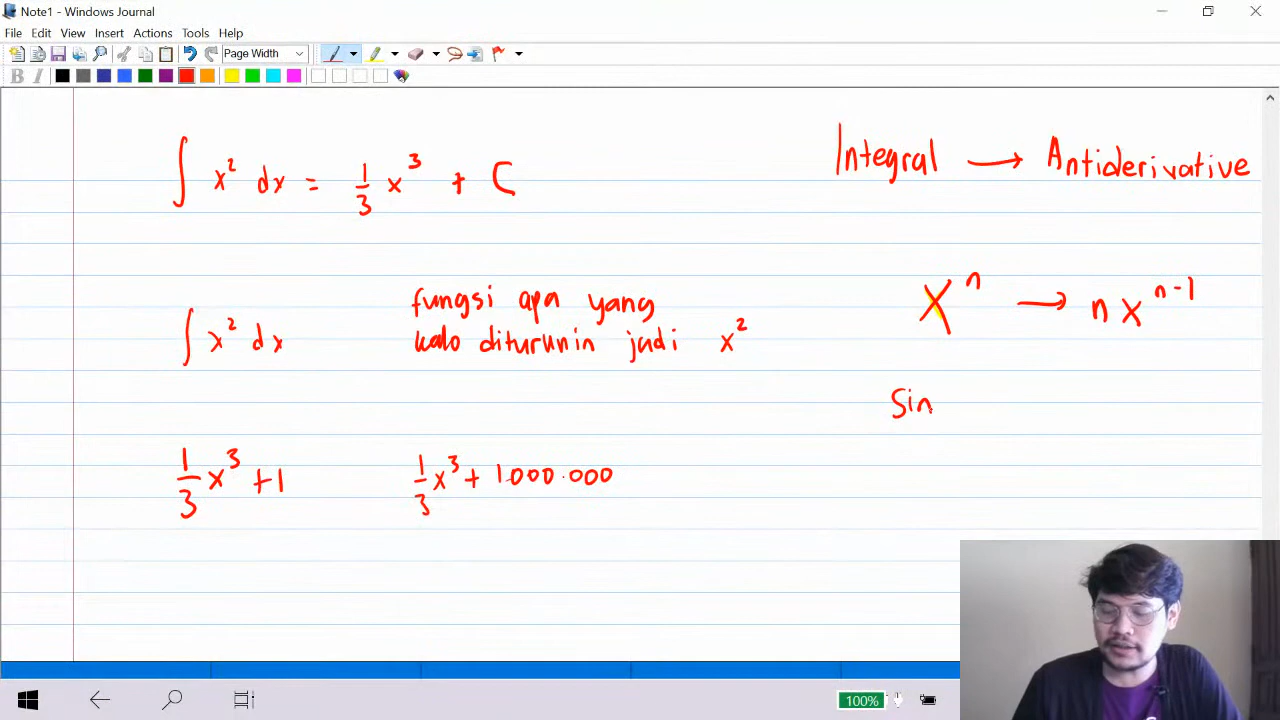 Note1 - Windows Journal
File Edit View Insert Actions Tools Help
Page Width
B I
∫ x² dx = 1/3 x³ + C
Integral → Antiderivative
∫ x² dx
fungsi apa yang
kalo diturunin jadi x²
xⁿ → n xⁿ⁻¹
Sin
1/3 x³ + 1
1/3 x³ + 1.000.000
100%